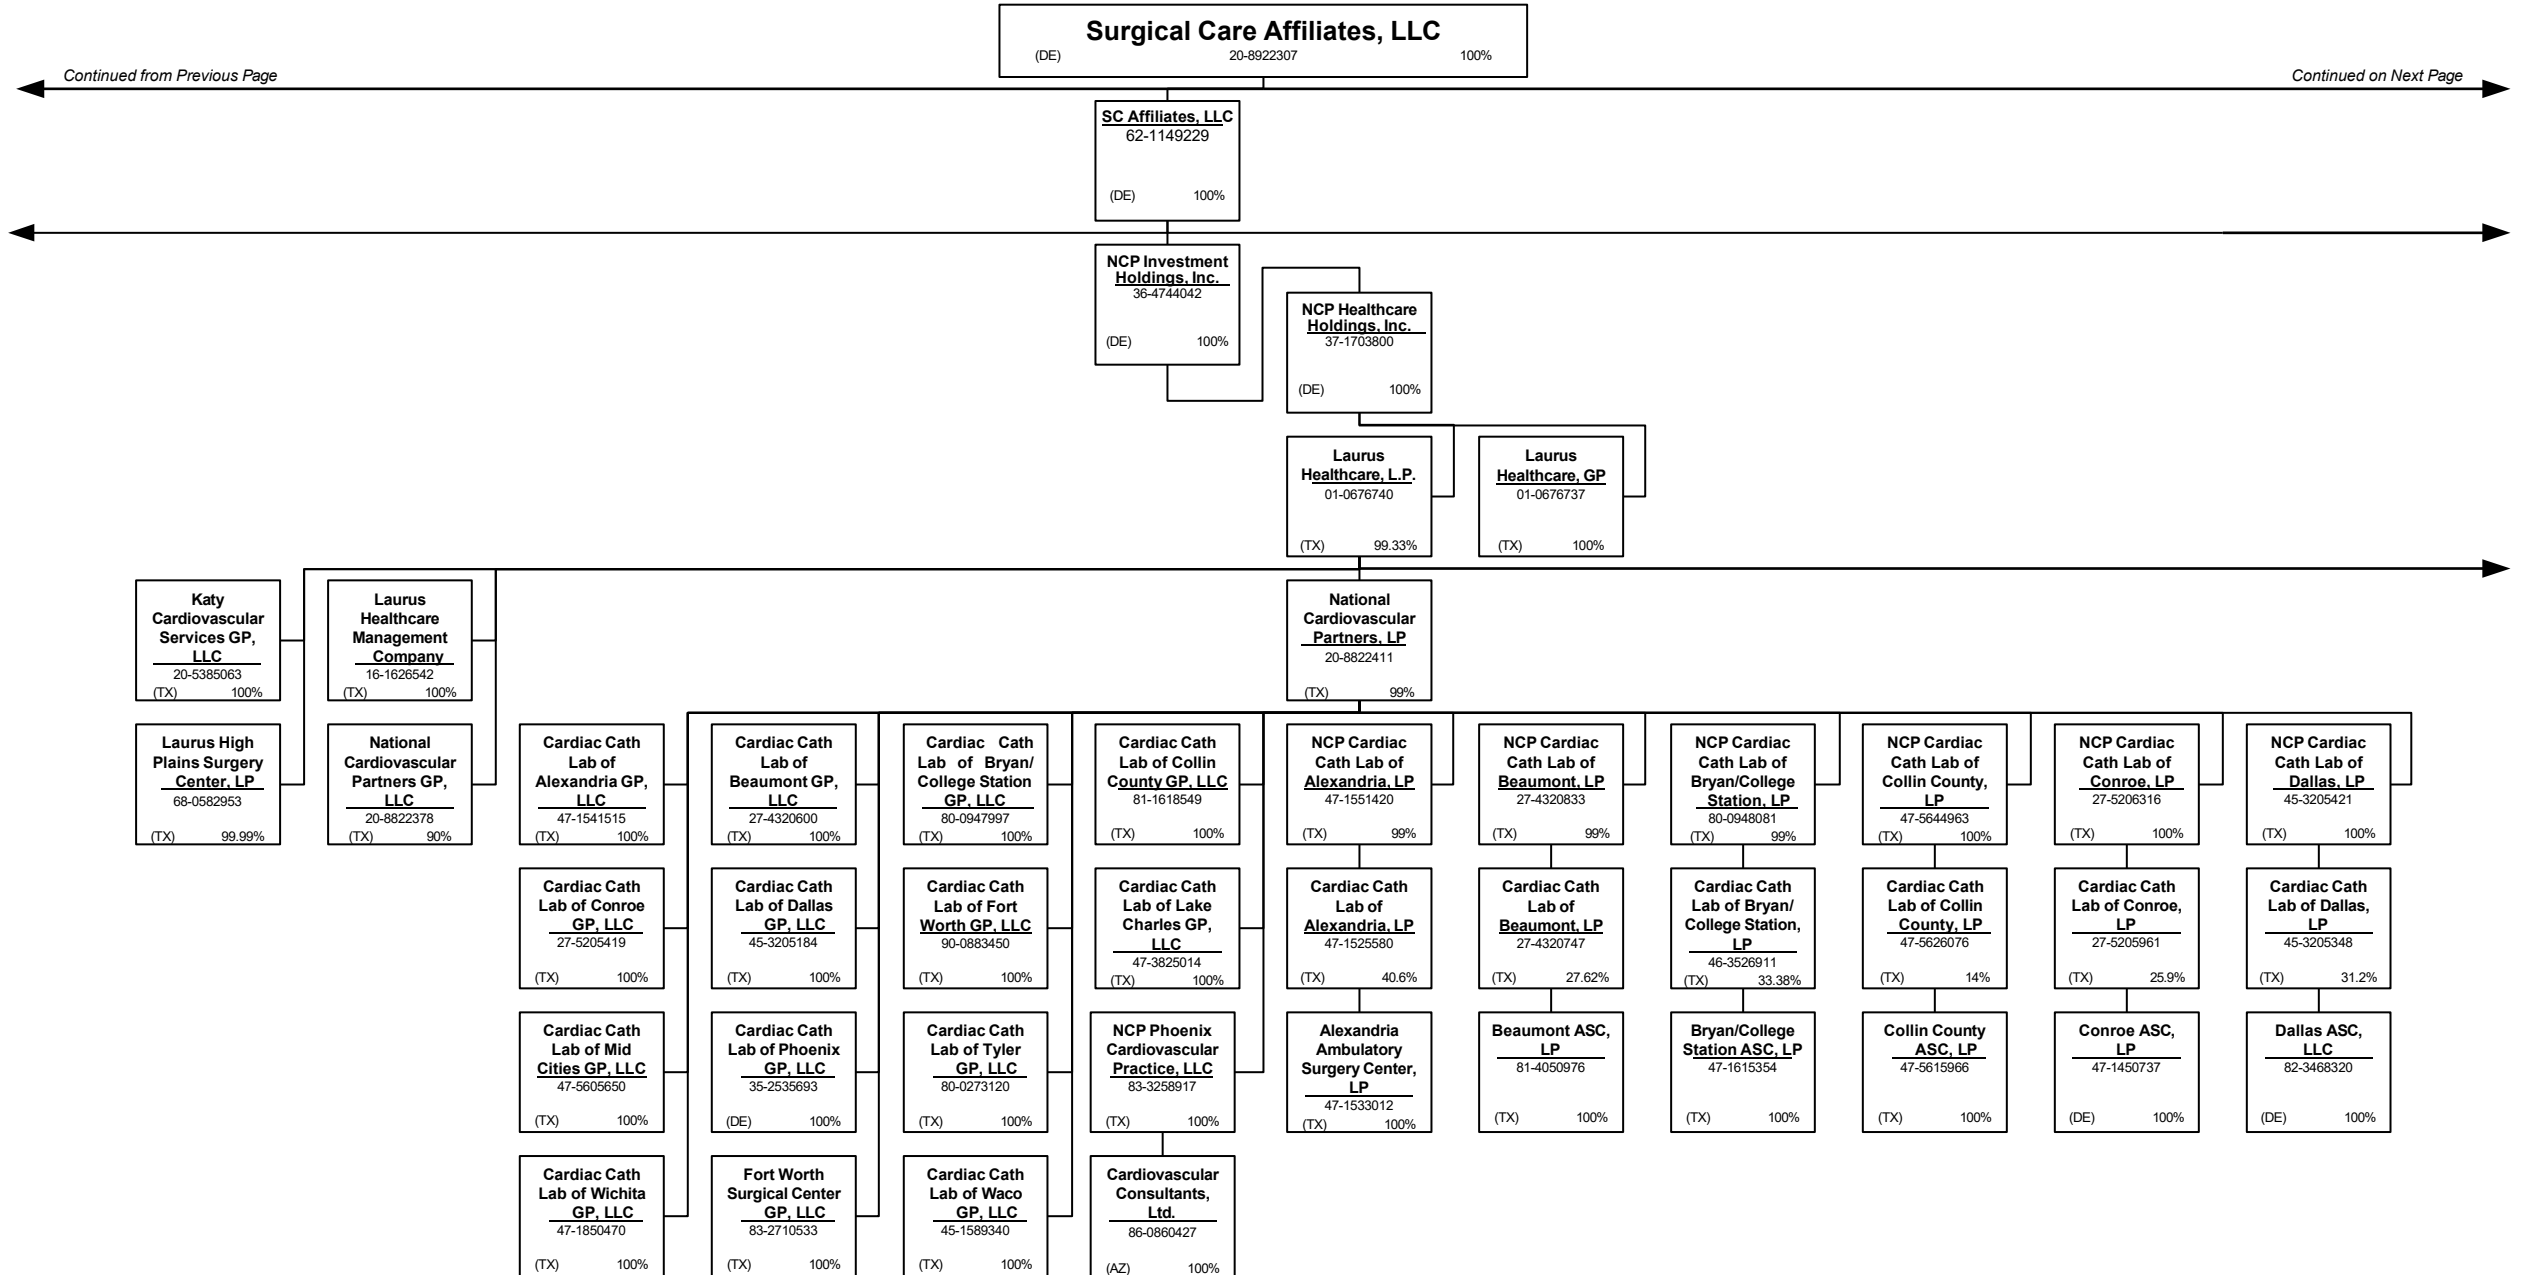 Surgical Care Affiliates, LLC
(DE) 20-8922307 100%
Continued from Previous Page
Continued on Next Page
SC Affiliates, LLC
62-1149229
(DE) 100%
NCP Investment
Holdings, Inc.
36-4744042
(DE) 100%
NCP Healthcare
Holdings, Inc.
37-1703800
(DE) 100%
Laurus
Healthcare, L.P.
01-0676740
(TX) 99.33%
Laurus
Healthcare, GP
01-0676737
(TX) 100%
Katy
Cardiovascular
Services GP,
LLC
20-5385063
(TX) 100%
Laurus
Healthcare
Management
Company
16-1626542
(TX) 100%
National
Cardiovascular
Partners, LP
20-8822411
(TX) 99%
Laurus High
Plains Surgery
Center, LP
68-0582953
(TX) 99.99%
National
Cardiovascular
Partners GP,
LLC
20-8822378
(TX) 90%
Cardiac Cath
Lab of
Alexandria GP,
LLC
47-1541515
(TX) 100%
Cardiac Cath
Lab of
Beaumont GP,
LLC
27-4320600
(TX) 100%
Cardiac Cath
Lab of Bryan/
College Station
GP, LLC
80-0947997
(TX) 100%
Cardiac Cath
Lab of Collin
County GP, LLC
81-1618549
(TX) 100%
NCP Cardiac
Cath Lab of
Alexandria, LP
47-1551420
(TX) 99%
NCP Cardiac
Cath Lab of
Beaumont, LP
27-4320833
(TX) 99%
NCP Cardiac
Cath Lab of
Bryan/College
Station, LP
80-0948081
(TX) 99%
NCP Cardiac
Cath Lab of
Collin County,
LP
47-5644963
(TX) 100%
NCP Cardiac
Cath Lab of
Conroe, LP
27-5206316
(TX) 100%
NCP Cardiac
Cath Lab of
Dallas, LP
45-3205421
(TX) 100%
Cardiac Cath
Lab of Conroe
GP, LLC
27-5205419
(TX) 100%
Cardiac Cath
Lab of Dallas
GP, LLC
45-3205184
(TX) 100%
Cardiac Cath
Lab of Fort
Worth GP, LLC
90-0883450
(TX) 100%
Cardiac Cath
Lab of Lake
Charles GP,
LLC
47-3825014
(TX) 100%
Cardiac Cath
Lab of
Alexandria, LP
47-1525580
(TX) 40.6%
Cardiac Cath
Lab of
Beaumont, LP
27-4320747
(TX) 27.62%
Cardiac Cath
Lab of Bryan/
College Station,
LP
46-3526911
(TX) 33.38%
Cardiac Cath
Lab of Collin
County, LP
47-5626076
(TX) 14%
Cardiac Cath
Lab of Conroe,
LP
27-5205961
(TX) 25.9%
Cardiac Cath
Lab of Dallas,
LP
45-3205348
(TX) 31.2%
Cardiac Cath
Lab of Mid
Cities GP, LLC
47-5605650
(TX) 100%
Cardiac Cath
Lab of Phoenix
GP, LLC
35-2535693
(DE) 100%
Cardiac Cath
Lab of Tyler
GP, LLC
80-0273120
(TX) 100%
NCP Phoenix
Cardiovascular
Practice, LLC
83-3258917
(TX) 100%
Alexandria
Ambulatory
Surgery Center,
LP
47-1533012
(TX) 100%
Beaumont ASC,
LP
81-4050976
(TX) 100%
Bryan/College
Station ASC, LP
47-1615354
(TX) 100%
Collin County
ASC, LP
47-5615966
(TX) 100%
Conroe ASC,
LP
47-1450737
(DE) 100%
Dallas ASC,
LLC
82-3468320
(DE) 100%
Cardiac Cath
Lab of Wichita
GP, LLC
47-1850470
(TX) 100%
Fort Worth
Surgical Center
GP, LLC
83-2710533
(TX) 100%
Cardiac Cath
Lab of Waco
GP, LLC
45-1589340
(TX) 100%
Cardiovascular
Consultants,
Ltd.
86-0860427
(AZ) 100%